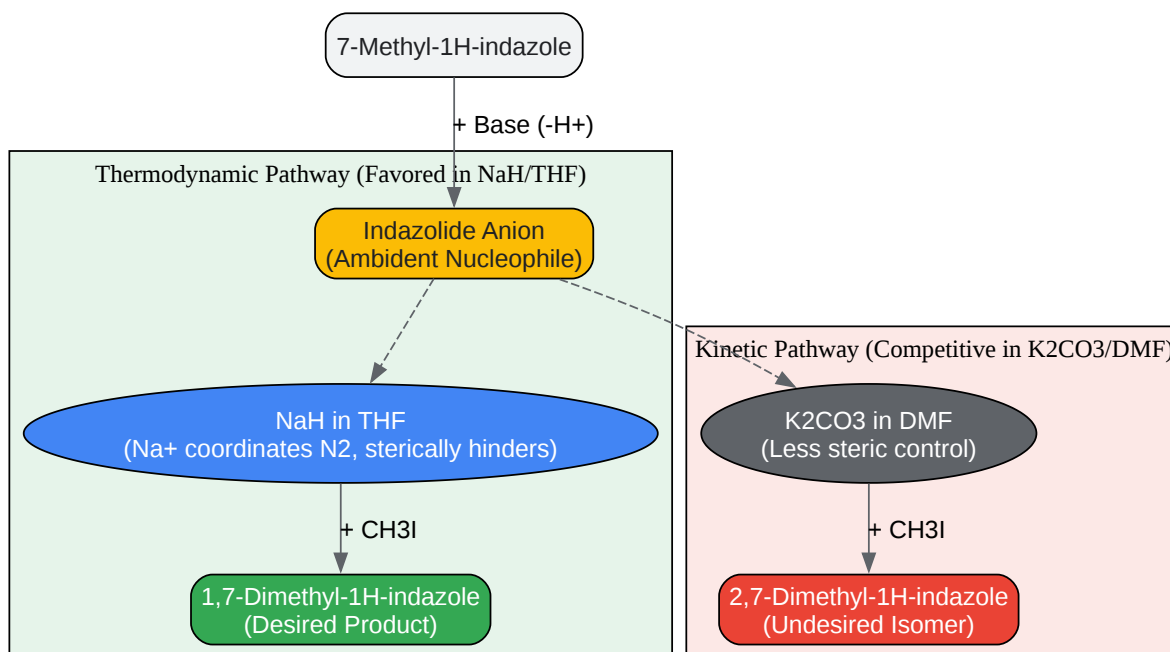 7-Methyl-1H-indazole
+ Base (-H+)
Thermodynamic Pathway (Favored in NaH/THF)
Indazolide Anion
(Ambident Nucleophile)
Kinetic Pathway (Competitive in K2CO3/DMF)
NaH in THF
(Na+ coordinates N2, sterically hinders)
K2CO3 in DMF
(Less steric control)
+ CH3I
+ CH3I
1,7-Dimethyl-1H-indazole
(Desired Product)
2,7-Dimethyl-1H-indazole
(Undesired Isomer)